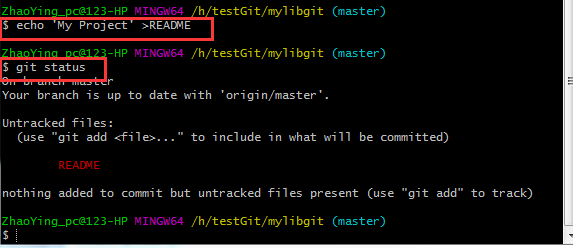 ZhaoYing_pc@123-HP MINGW64 /h/testGit/mylibgit (master)
$ echo 'My Project' >README
ZhaoYing_pc@123-HP MINGW64 /h/testGit/mylibgit (master)
$ git status
On branch master
Your branch is up to date with 'origin/master'.
Untracked files:
(use "git add <file>..." to include in what will be committed)
README
nothing added to commit but untracked files present (use "git add" to track)
ZhaoYing_pc@123-HP MINGW64 /h/testGit/mylibgit (master)
$